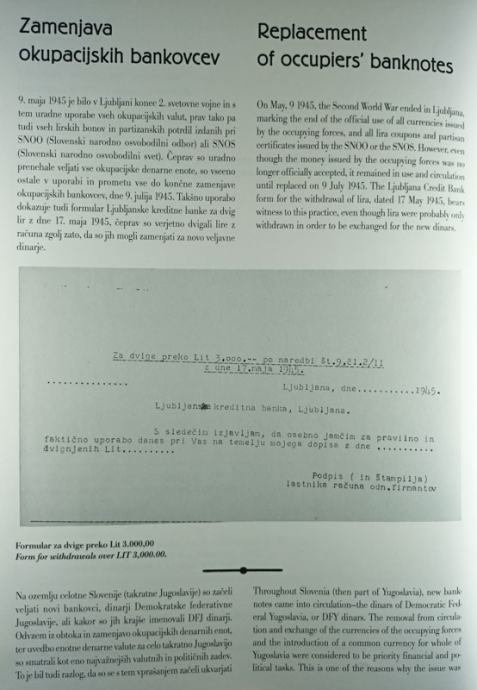 Zamenjava
okupacijskih bankovcev
9. maja 1945 je bilo v Ljubljani konec 2. svetovne vojne in s
tem uradne uporabe vseh okupacijskih valut, prav tako pa
tudi vseh lirskih bonov in partizanskih potrdil izdanih pri
SNOO (Slovenski narodno osvobodilni odbor) ali SNOS
(Slovenski narodno osvobodilni svet). Čeprav so uradno
prenehale veljati vse okupacijske denarne enote, so vseeno
ostale v uporabi in prometu vse do končne zamenjave
okupacijskih bankovcev, dne 9. julija 1945. Takšno uporabo
dokazuje tudi formular Ljubljanske kreditne banke za dvig
lir z dne 17. maja 1945, čeprav so verjetno dvigali lire z
računa zgolj zato, da so jih mogli zamenjati za novo veljavne
dinarje.
Replacement
of occupiers' banknotes
On May, 9 1945, the Second World War ended in Ljubljana,
marking the end of the official use of all currencies issued
by the occupying forces, and all lira coupons and partisan
certificates issued by the SNOO or the SNOS. However, even
though the money issued by the occupying forces was no
longer officially accepted, it remained in use and circulation
until replaced on 9 July 1945. The Ljubljana Credit Bank
form for the withdrawal of lira, dated 17 May 1945, bears
witness to this practice, even though lira were probably only
withdrawn in order to be exchanged for the new dinars.
Za dvige preko Lit 3.000.-- po naredbi št.9.21.2/II
z dne 17.maja 1945.
...............
Ljubljana, dne...........1945.
Ljubljanska kreditna banka, Ljubljana.
S sledečim izjavljam, da osebno jamčim za pravilno in
faktično uporabo danes pri Vas na temelju mojega dopisa z dne ...........
dvignjenih Lit..........
Podpis ( in Štampilja)
lastnika računa odn.firmantov
Formular za dvige preko Lit 3.000,00
Form for withdrawals over LIT 3,000.00.
Na ozemlju celotne Slovenije (takratne Jugoslavije) so začeli
veljati novi bankovci, dinarji Demokratske federativne
Jugoslavije, ali kakor so jih krajše imenovali DFJ dinarji.
Odvzem iz obtoka in zamenjavo okupacijskih denarnih enot,
ter uvedbo enotne denarne valute za celo takratno Jugoslavijo
so smatrali kot eno najvažnejših valutnih in političnih zadev.
To je bil tudi razlog, da so se s tem vprašanjem začeli ukvarjati
Throughout Slovenia (then part of Yugoslavia), new bank-
notes came into circulation–the dinars of Democratic Fed-
eral Yugoslavia, or DFY dinars. The removal from circula-
tion and exchange of the currencies of the occupying forces
and the introduction of a common currency for whole of
Yugoslavia were considered to be priority financial and po-
litical tasks. This is one of the reasons why the issue was